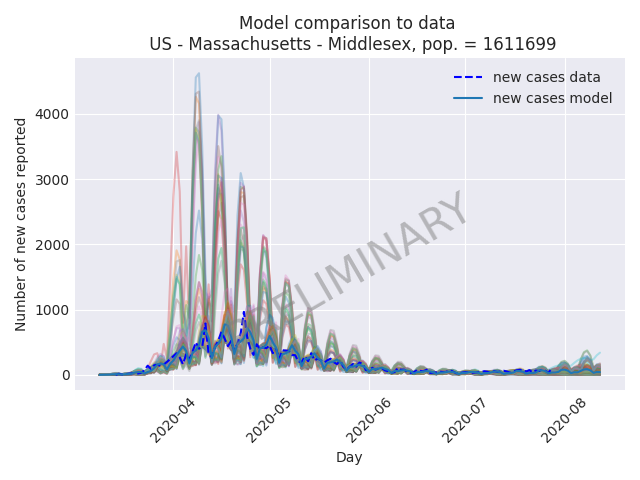 Model comparison to data
US - Massachusetts - Middlesex, pop. = 1611699
new cases data
new cases model
4000
3000
2000
1000
0
Number of new cases reported
PRELIMINARY
2020-04
2020-05
2020-06
2020-07
2020-08
Day